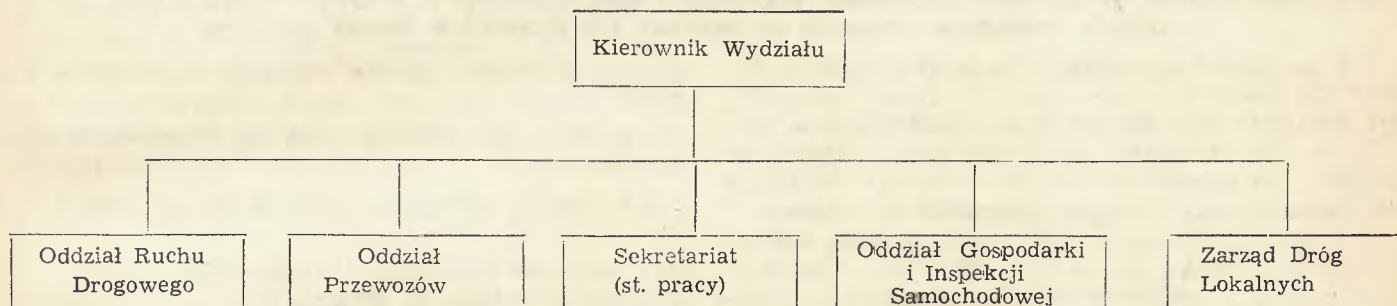 Kierownik Wydziału
Oddział Ruchu
Drogowego
Oddział
Przewozów
Sekretariat
(st. pracy)
Oddział Gospodarki
i Inspekcji
Samochodowej
Zarząd Dróg
Lokalnych